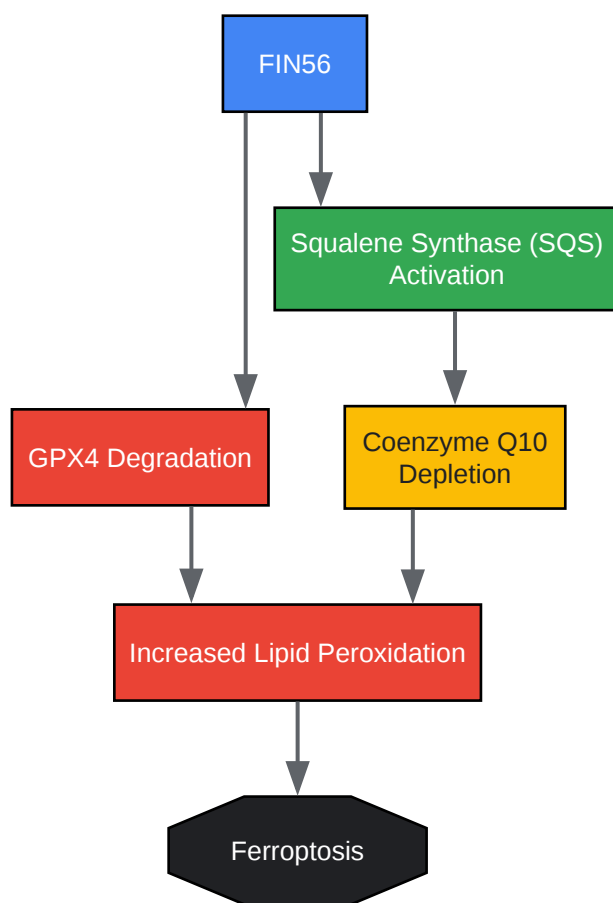 FIN56
Squalene Synthase (SQS)
Activation
GPX4 Degradation
Coenzyme Q10
Depletion
Increased Lipid Peroxidation
Ferroptosis